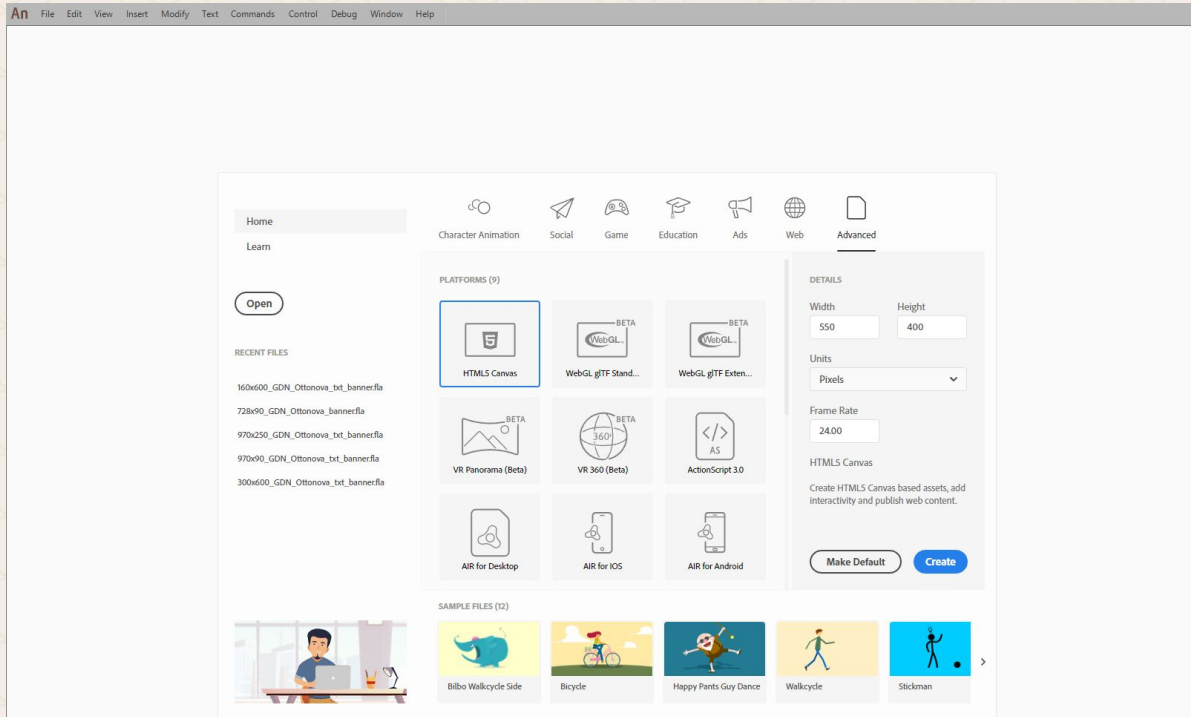 An File Edit View Insert Modify Text Commands Control Debug Window Help
Home
Learn
Open
RECENT FILES
160x600_GDN_Ottonova_txt_banner.fla
728x90_GDN_Ottonova_banner.fla
970x250_GDN_Ottonova_txt_banner.fla
970x90_GDN_Ottonova_txt_banner.fla
300x600_GDN_Ottonova_txt_banner.fla
Character Animation Social Game Education Ads Web Advanced
PLATFORMS (9)
BETA BETA
5 WebGL WebGL
HTML5 Canvas WebGL glTF Stand... WebGL glTF Exten...
BETA BETA
360° </>
AS
VR Panorama (Beta) VR 360 (Beta) ActionScript 3.0
AIR for Desktop AIR for IOS AIR for Android
DETAILS
Width Height
550 400
Units
Pixels
Frame Rate
24.00
HTML5 Canvas
Create HTML5 Canvas based assets, add
interactivity and publish web content.
Make Default Create
SAMPLE FILES (12)
Bilbo Walkcycle Side Bicycle Happy Pants Guy Dance Walkcycle Stickman